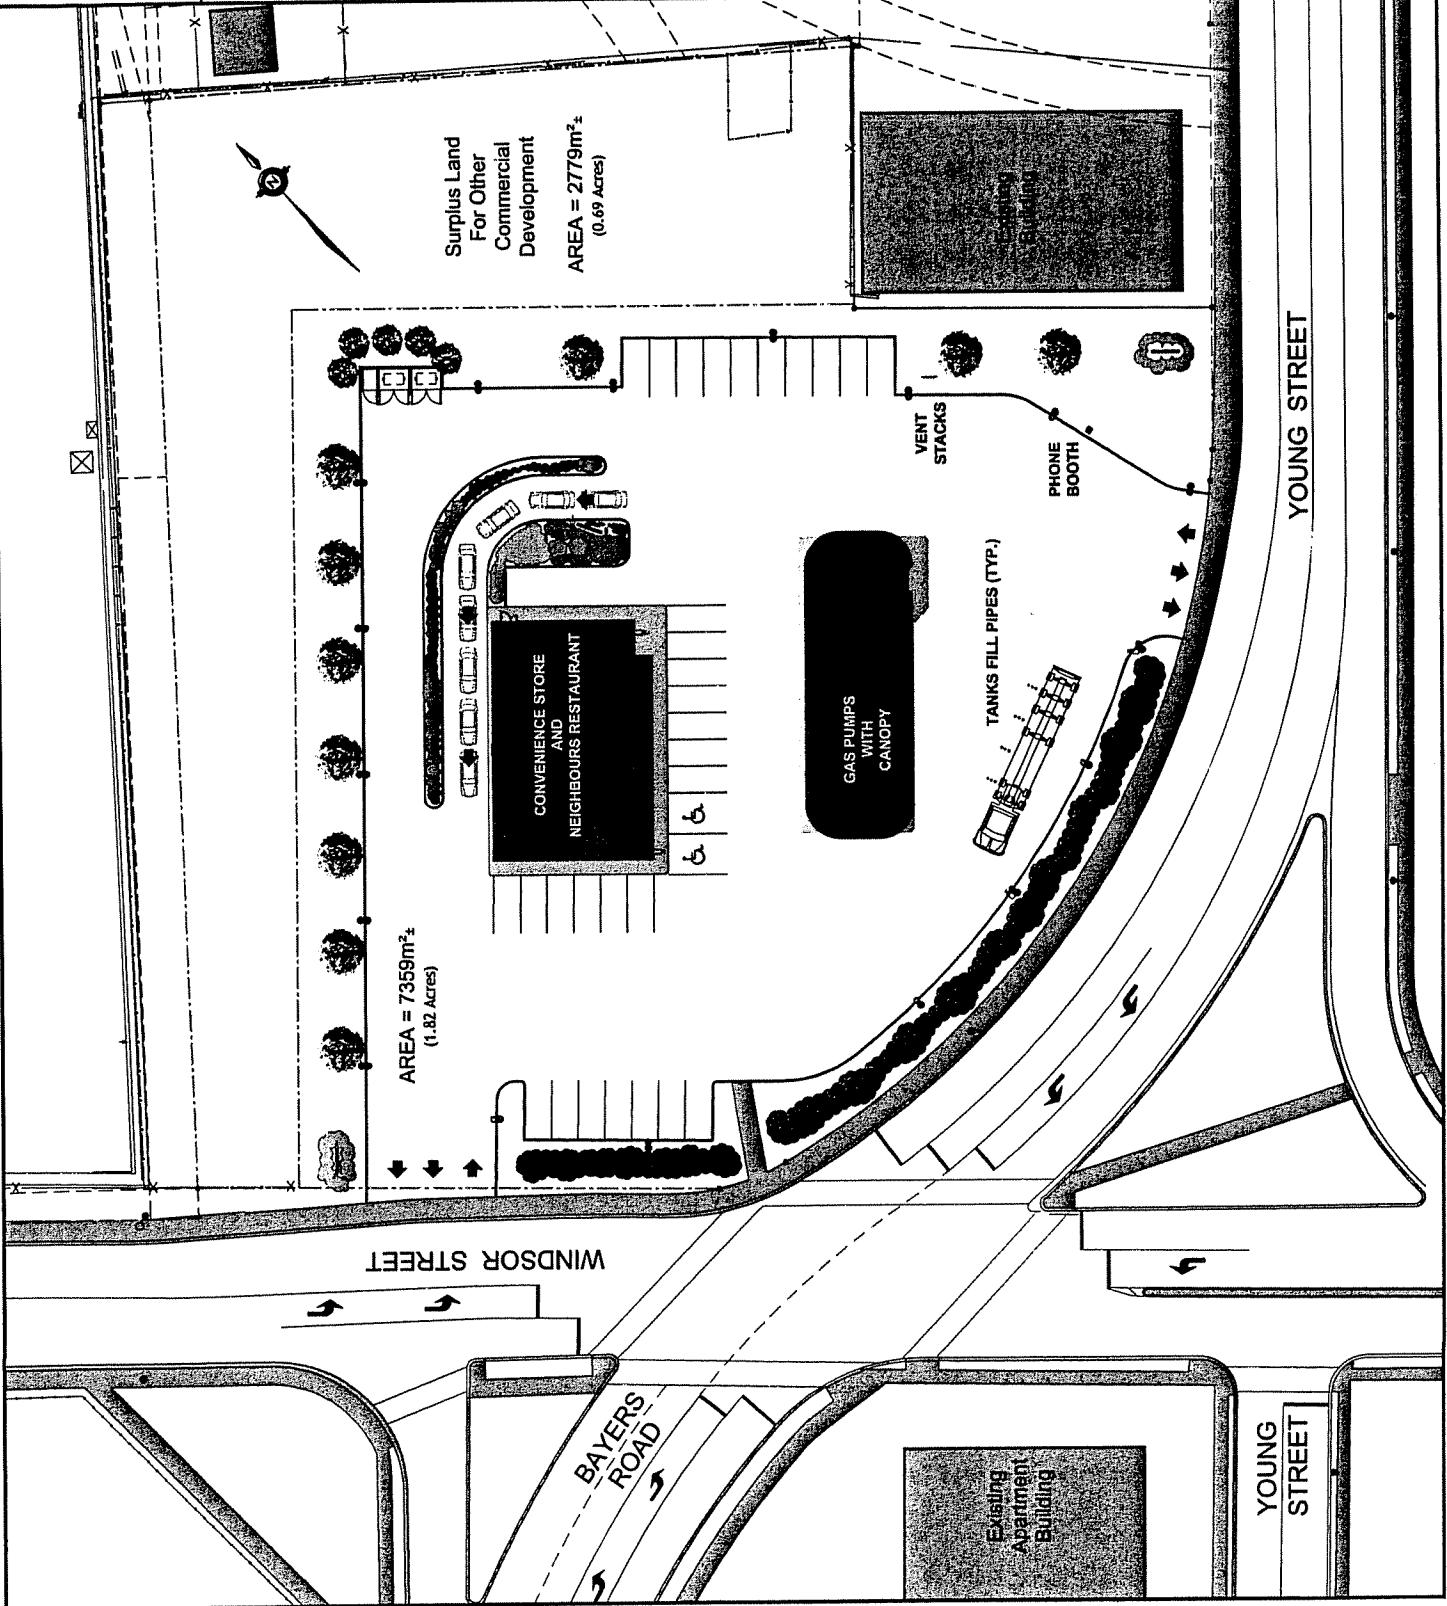 Surplus Land
For Other
Commercial
Development
AREA = 2779m²±
(0.69 Acres)
Existing
Building
YOUNG STREET
VENT
STACKS
PHONE
BOOTH
TANKS FILL PIPES (TYP.)
CONVENIENCE STORE
AND
NEIGHBOURS RESTAURANT
GAS PUMPS
WITH
CANOPY
AREA = 7359m²±
(1.82 Acres)
WINDSOR STREET
BAYERS
ROAD
Existing
Apartment
Building
YOUNG
STREET
N